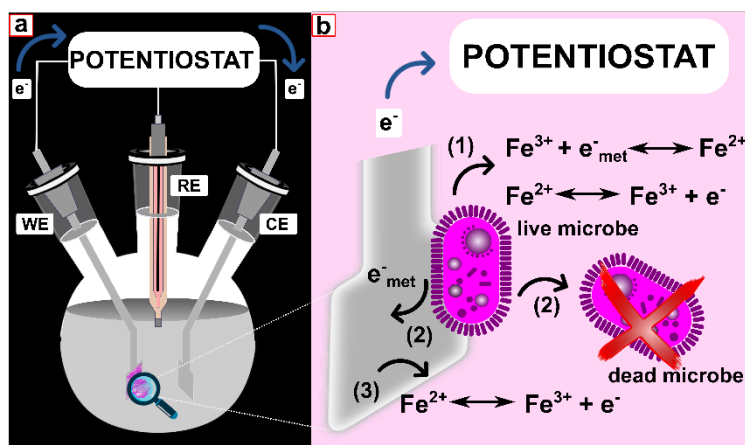 a
POTENTIOSTAT
e-
e-
RE
WE
CE
b
POTENTIOSTAT
e-
(1)
Fe3+ + e-met ⟷ Fe2+
Fe2+ ⟷ Fe3+ + e-
live microbe
e-met
(2)
(2)
dead microbe
(3)
Fe2+ ⟷ Fe3+ + e-